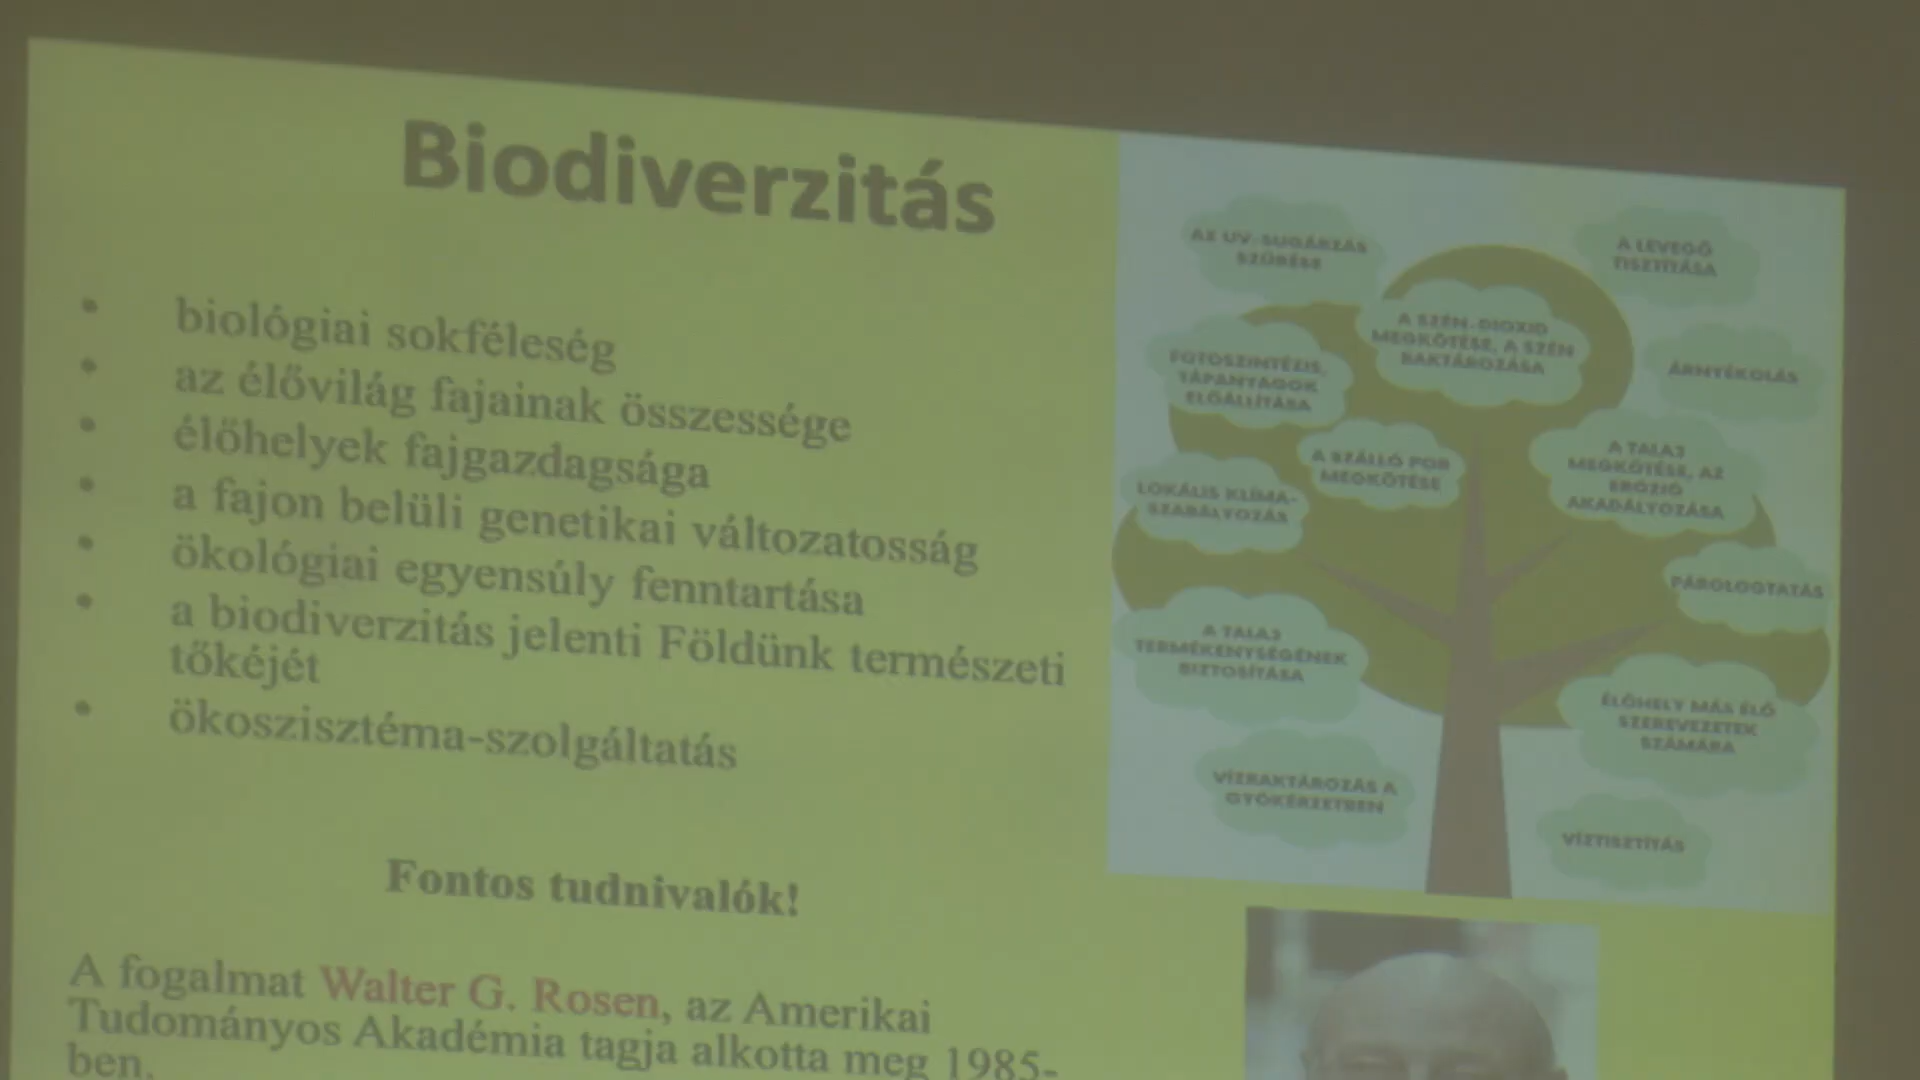 Biodiverzitás
• biológiai sokféleség
• az élővilág fajainak összessége
• élőhelyek fajgazdagsága
• a fajon belüli genetikai változatosság
• ökológiai egyensúly fenntartása
• a biodiverzitás jelenti Földünk természeti
tőkéjét
• ökoszisztéma-szolgáltatás
Fontos tudnivalók!
A fogalmat Walter G. Rosen, az Amerikai
Tudományos Akadémia tagja alkotta meg 1985-
ben.
AZ UV-SUGÁRZÁS
SZŰRÉSE
A LEVEGŐ
TISZTÍTÁSA
A SZÉN-DIOXID
MEGKÖTÉSE, A SZÉN
RAKTÁROZÁSA
FOTOSZINTÉZIS,
TÁPANYAGOK
ELŐÁLLÍTÁSA
ÁRNYÉKOLÁS
A SZÁLLÓ POR
MEGKÖTÉSE
A TALAJ
MEGKÖTÉSE, AZ
ERÓZIÓ
AKADÁLYOZÁSA
LOKÁLIS KLÍMA-
SZABÁLYOZÁS
PÁROLOGTATÁS
A TALAJ
TERMÉKENYSÉGÉNEK
BIZTOSÍTÁSA
ÉLŐHELY MÁS ÉLŐ
SZERVEZETEK
SZÁMÁRA
VÍZRAKTÁROZÁS A
GYÖKÉRZETBEN
VÍZTISZTÍTÁS